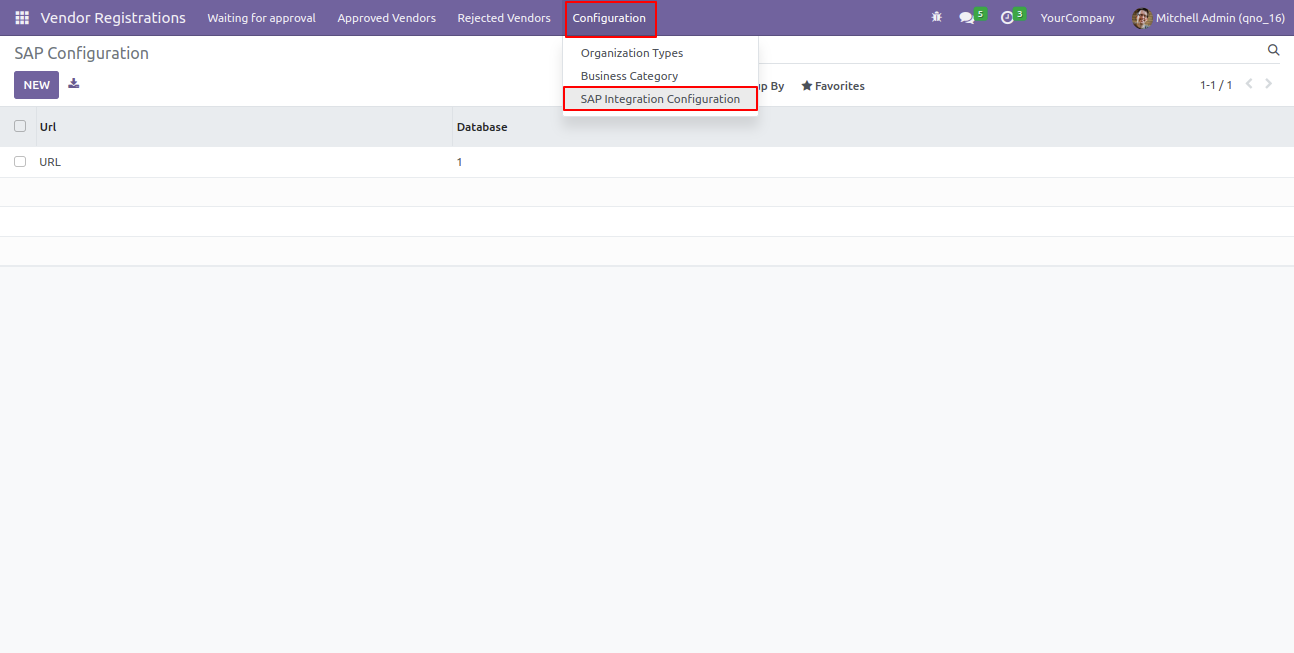 Vendor Registrations Waiting for approval Approved Vendors Rejected Vendors Configuration 5 3 YourCompany Mitchell Admin (qno_16)
SAP Configuration
Organization Types
Business Category
NEW
p By Favorites 1-1 / 1
SAP Integration Configuration
Url Database
URL 1